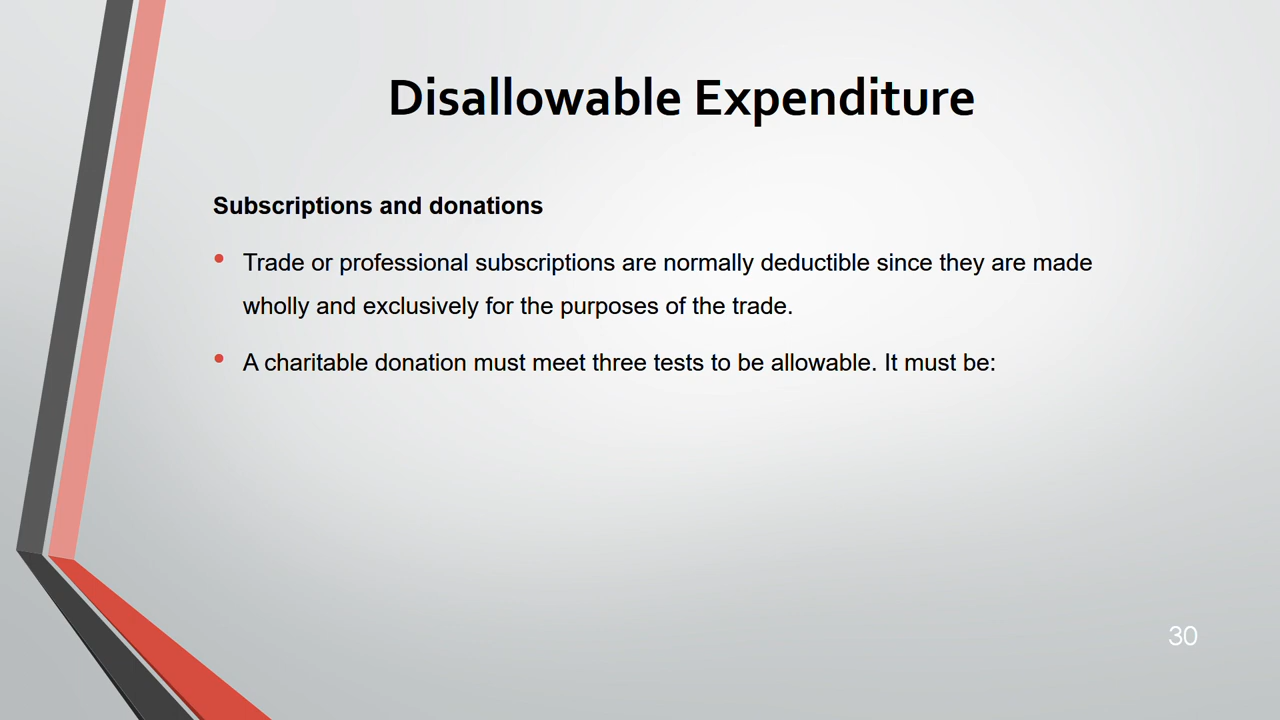 Disallowable Expenditure
Subscriptions and donations
• Trade or professional subscriptions are normally deductible since they are made
wholly and exclusively for the purposes of the trade.
• A charitable donation must meet three tests to be allowable. It must be:
30